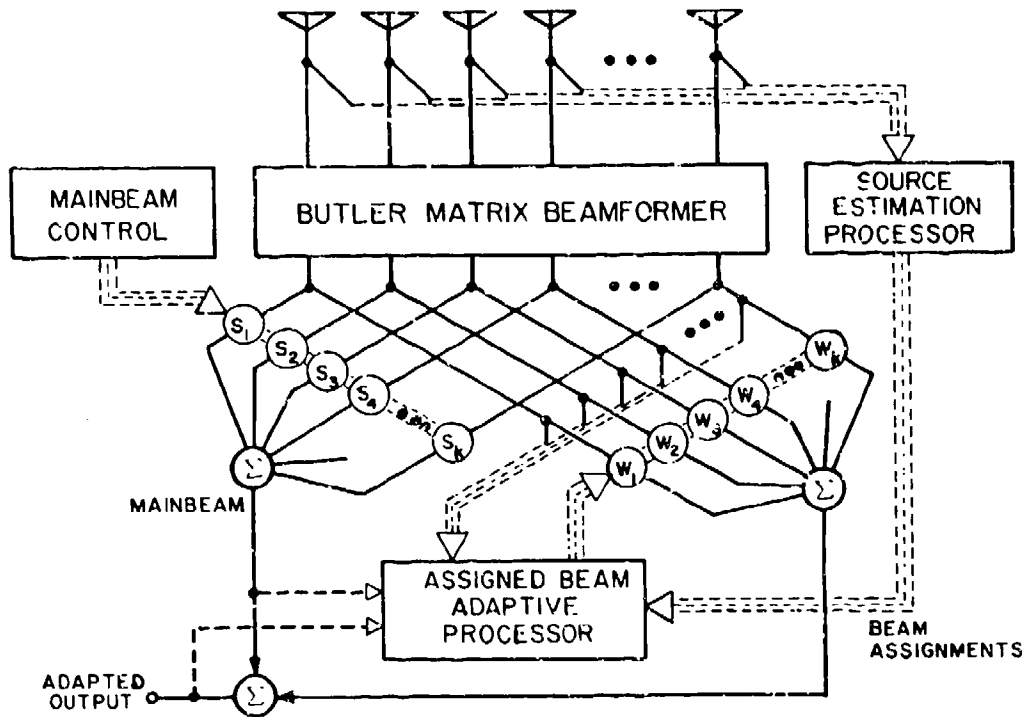 MAINBEAM
CONTROL
BUTLER MATRIX BEAMFORMER
SOURCE
ESTIMATION
PROCESSOR
S1
S2
S3
S4
Sk
W1
W2
W3
W4
Wk
Σ
MAINBEAM
Σ
ASSIGNED BEAM
ADAPTIVE
PROCESSOR
BEAM
ASSIGNMENTS
ADAPTED
OUTPUT
Σ